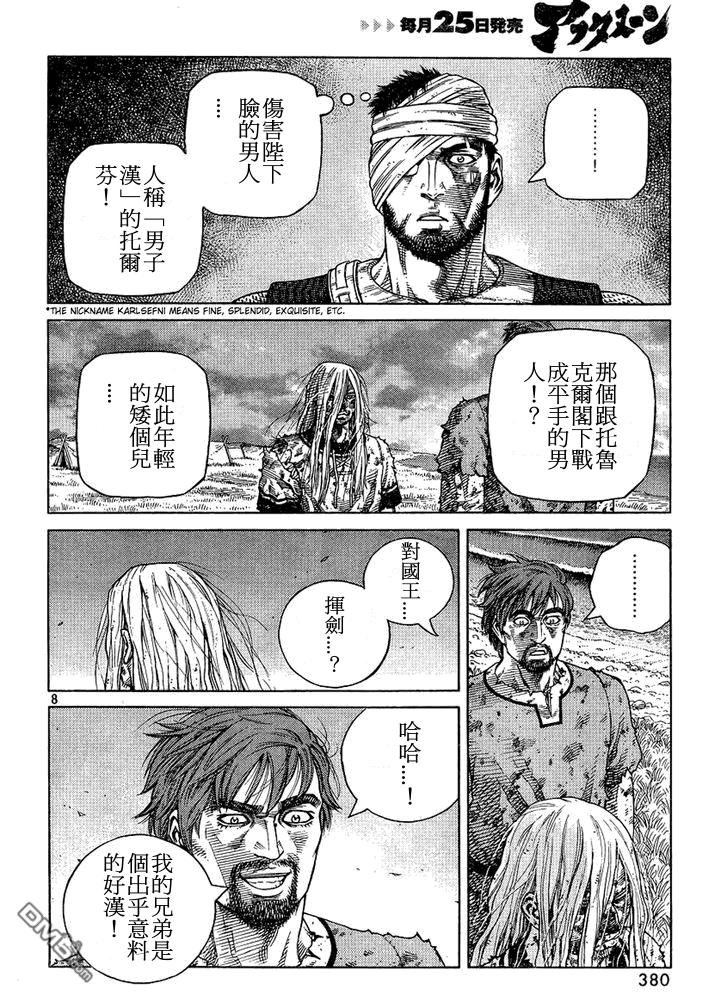 毎月25日発売 アフタヌーン
………！
傷害陛下
臉的男人
…
人稱「男子
漢」的托爾
芬！
*THE NICKNAME KARLSEFNI MEANS FINE, SPLENDID, EXQUISITE, ETC.
那個跟托魯
克爾閣下戰
成平手的男
人！？
如此年輕
的矮個兒
……
………
對國王……
揮劍……？
8
哈哈……！
我的兄弟是
個出乎意料
的好漢！
380